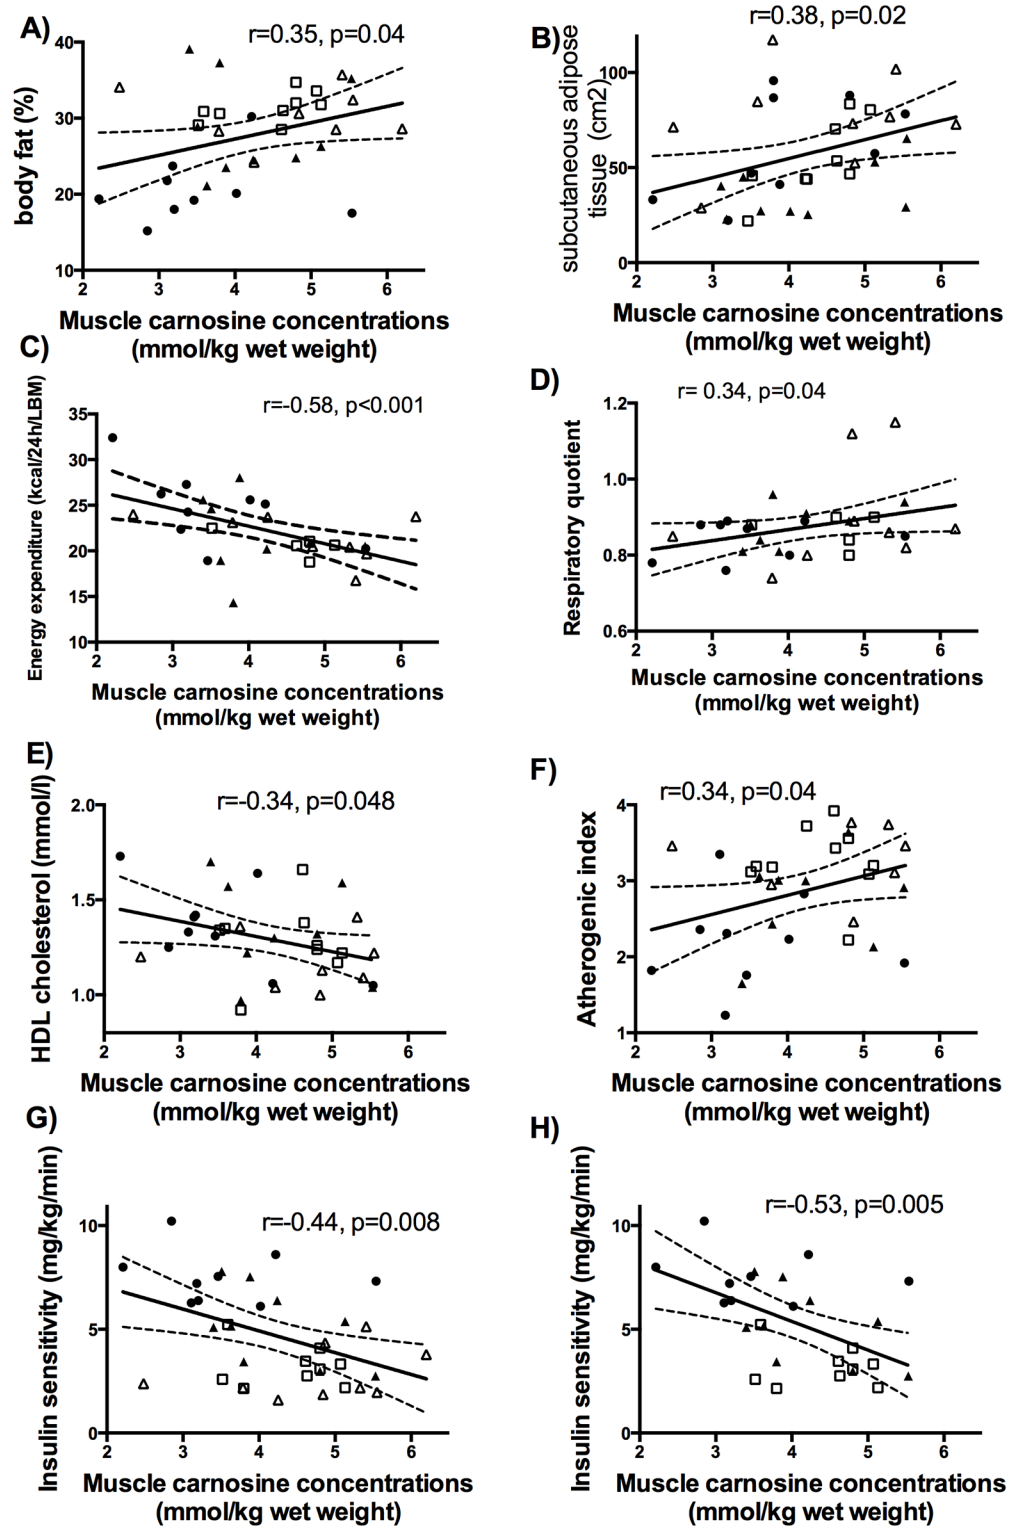 A)
r=0.35, p=0.04
body fat (%)
40
30
20
10
2 3 4 5 6
Muscle carnosine concentrations
(mmol/kg wet weight)
B)
r=0.38, p=0.02
subcutaneous adipose
tissue (cm2)
100
50
0
2 3 4 5 6
Muscle carnosine concentrations
(mmol/kg wet weight)
C)
r=-0.58, p<0.001
Energy expenditure (kcal/24h/LBM)
35
30
25
20
15
10
2 3 4 5 6
Muscle carnosine concentrations
(mmol/kg wet weight)
D)
r= 0.34, p=0.04
Respiratory quotient
1.2
1.0
0.8
0.6
2 3 4 5 6
Muscle carnosine concentrations
(mmol/kg wet weight)
E)
r=-0.34, p=0.048
HDL cholesterol (mmol/l)
2.0
1.5
1.0
2 3 4 5 6
Muscle carnosine concentrations
(mmol/kg wet weight)
F)
r=0.34, p=0.04
Atherogenic index
4
3
2
1
2 3 4 5 6
Muscle carnosine concentrations
(mmol/kg wet weight)
G)
r=-0.44, p=0.008
Insulin sensitivity (mg/kg/min)
10
5
0
2 3 4 5 6
Muscle carnosine concentrations
(mmol/kg wet weight)
H)
r=-0.53, p=0.005
Insulin sensitivity (mg/kg/min)
10
5
0
2 3 4 5 6
Muscle carnosine concentrations
(mmol/kg wet weight)